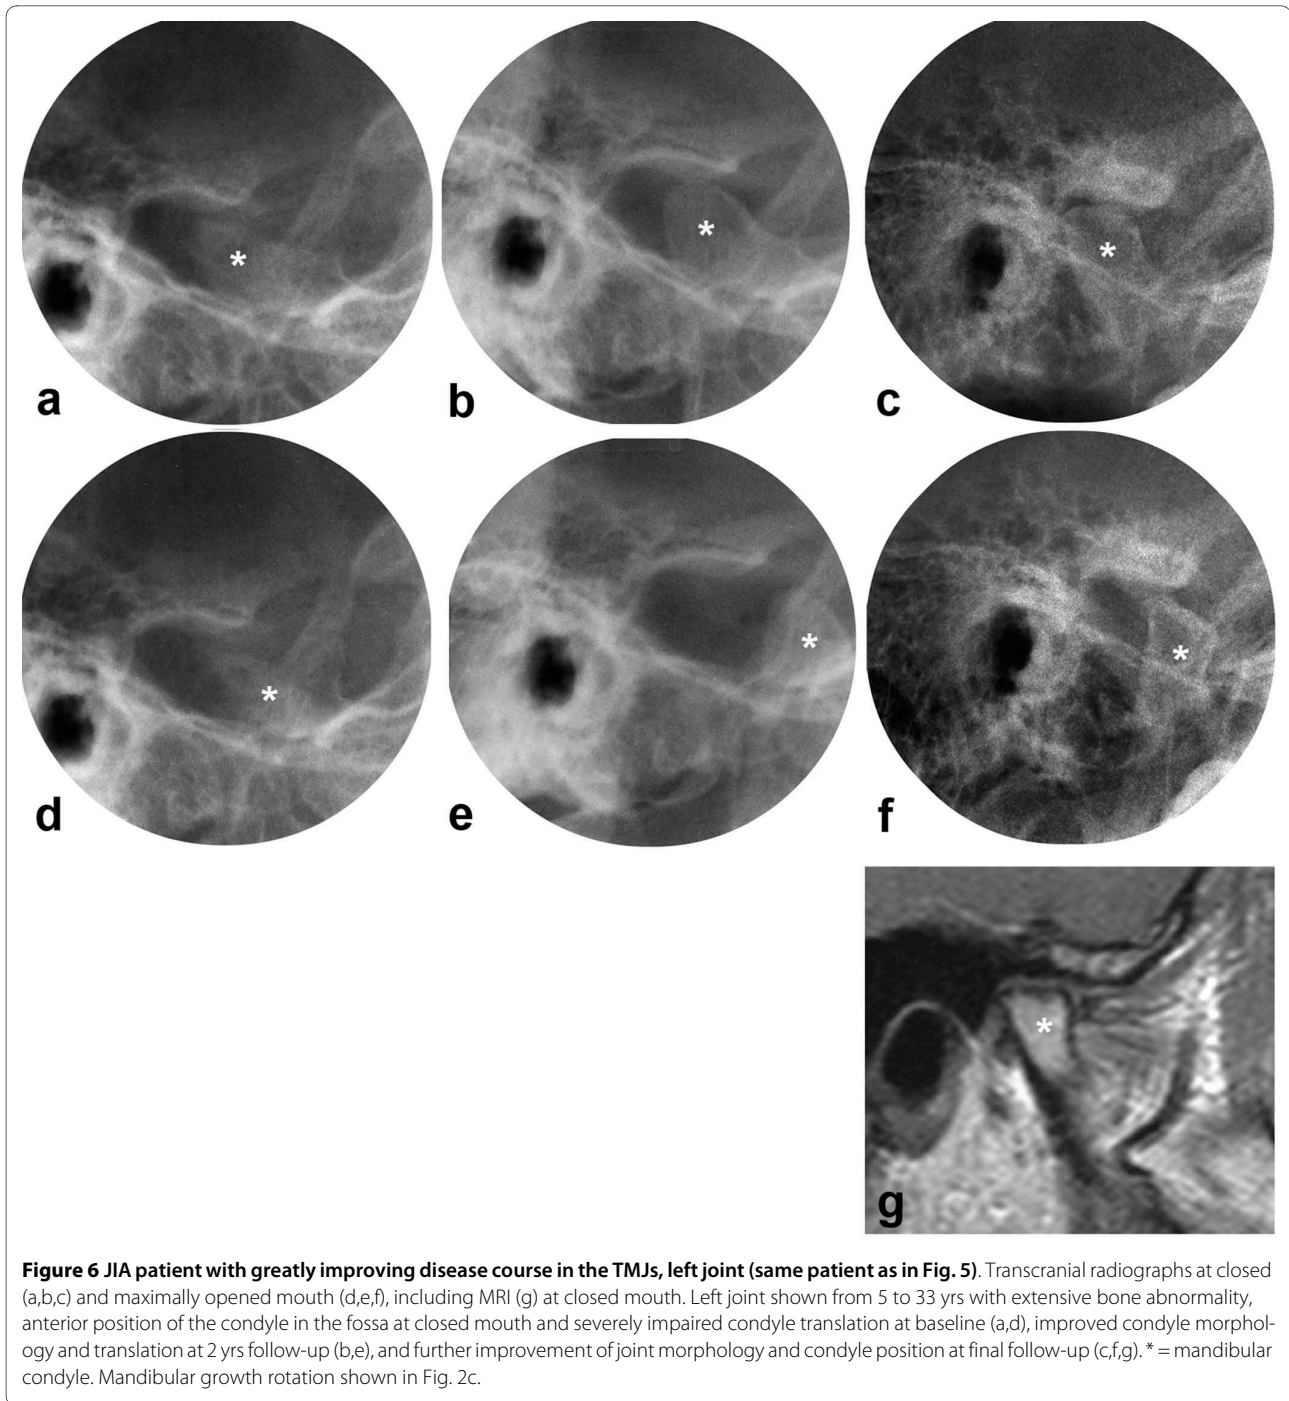 a
b
c
d
e
f
g
Figure 6 JIA patient with greatly improving disease course in the TMJs, left joint (same patient as in Fig. 5). Transcranial radiographs at closed
(a,b,c) and maximally opened mouth (d,e,f), including MRI (g) at closed mouth. Left joint shown from 5 to 33 yrs with extensive bone abnormality,
anterior position of the condyle in the fossa at closed mouth and severely impaired condyle translation at baseline (a,d), improved condyle morphol-
ogy and translation at 2 yrs follow-up (b,e), and further improvement of joint morphology and condyle position at final follow-up (c,f,g). * = mandibular
condyle. Mandibular growth rotation shown in Fig. 2c.